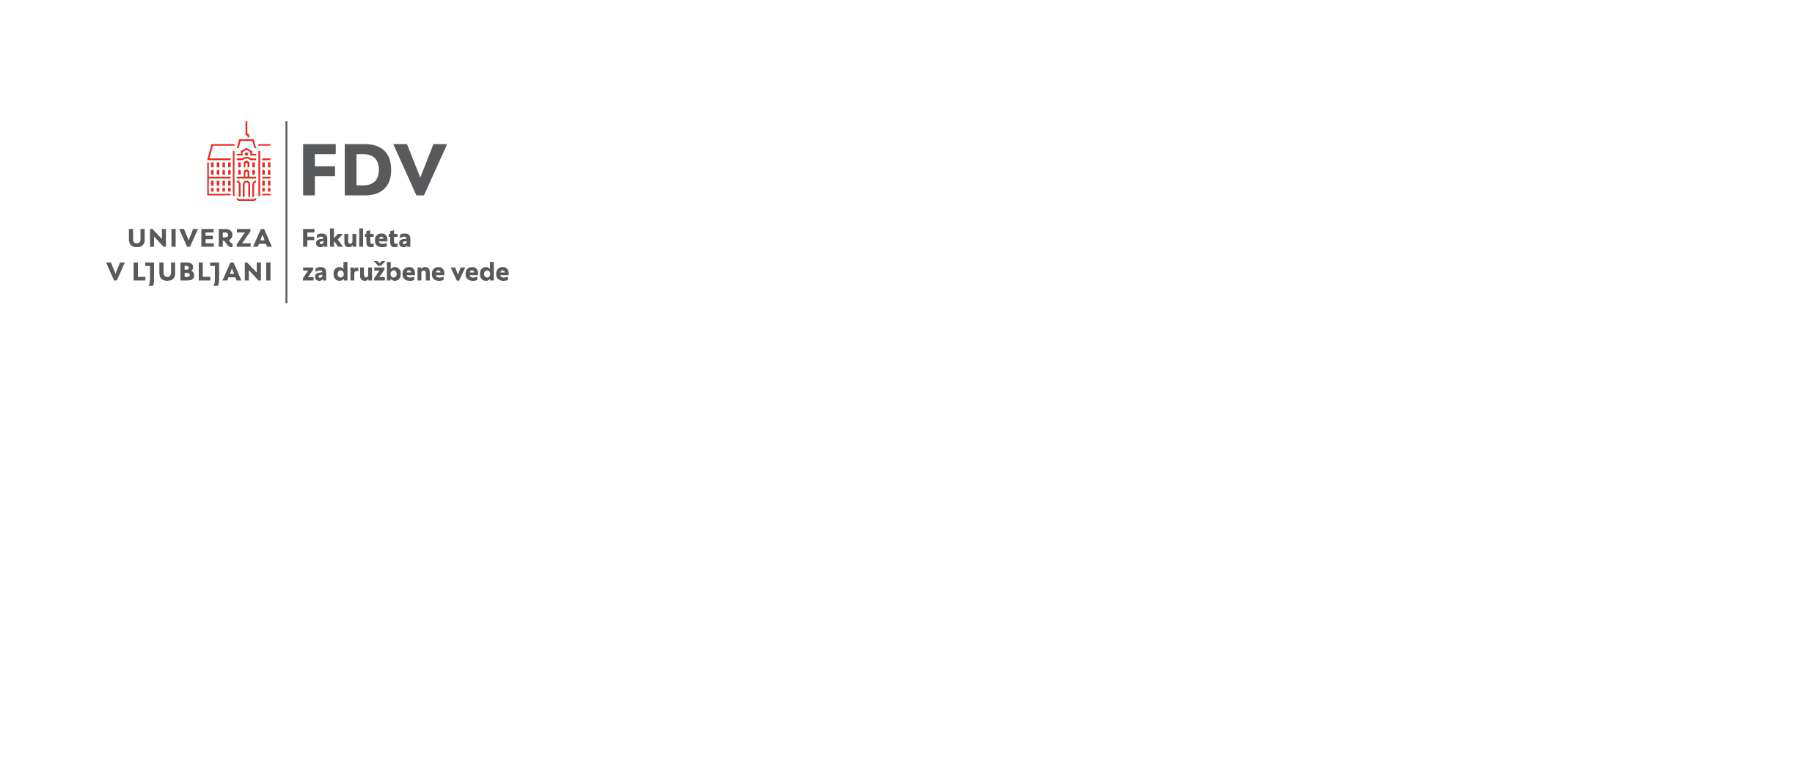 FDV
UNIVERZA
V LJUBLJANI
Fakulteta
za družbene vede